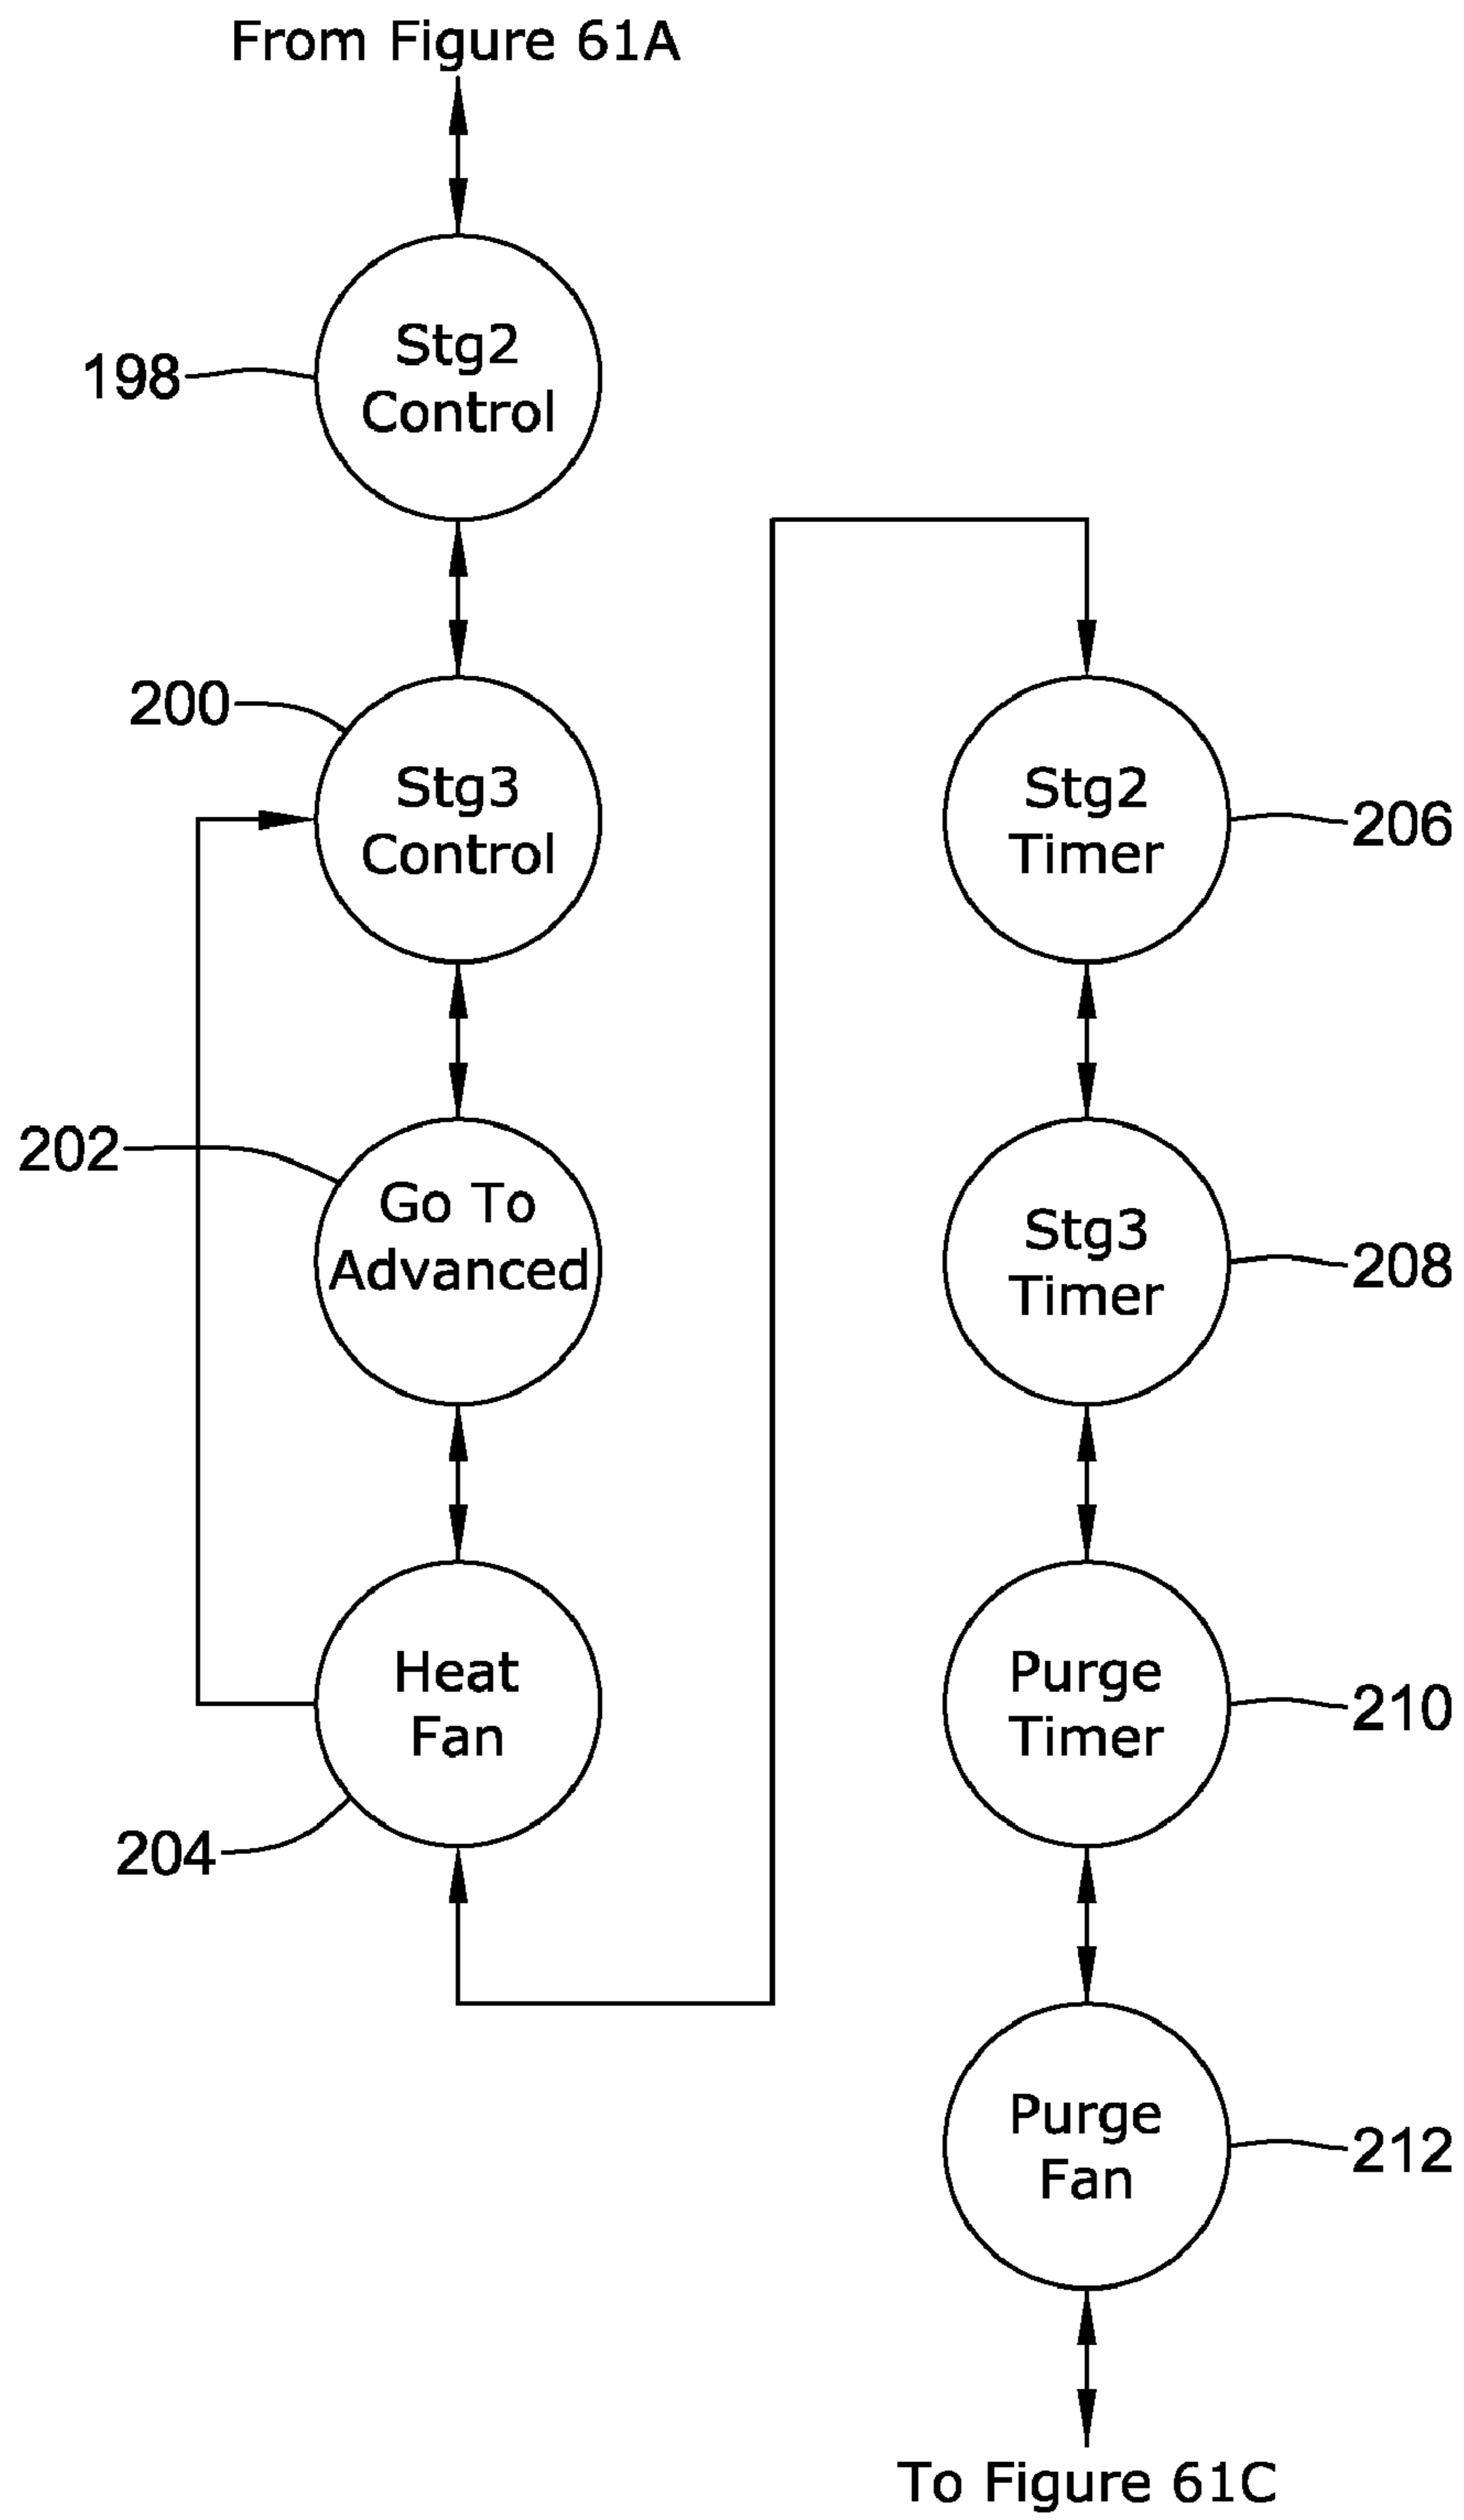 From Figure 61A
Stg2
Control
198
200
Stg3
Control
202
Go To
Advanced
Heat
Fan
204
Stg2
Timer
206
Stg3
Timer
208
Purge
Timer
210
Purge
Fan
212
To Figure 61C